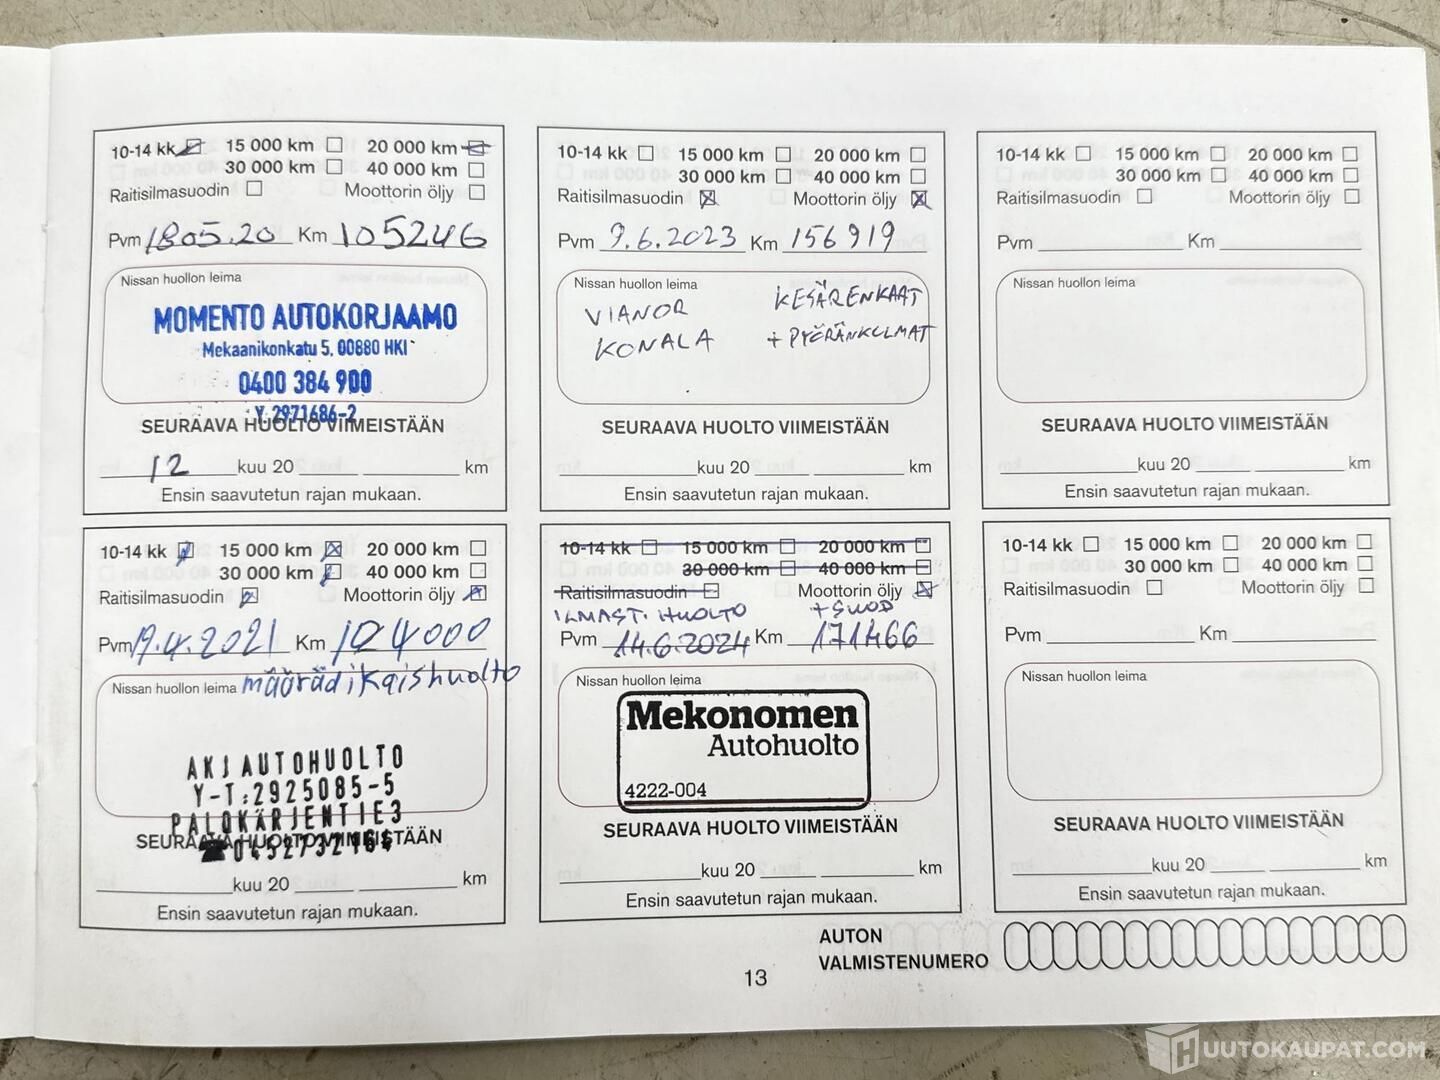 10-14 kk 15 000 km 20 000 km
30 000 km 40 000 km
Raitisilmasuodin Moottorin öljy
Pvm 18.05.20 Km 105246
Nissan huollon leima
MOMENTO AUTOKORJAAMO
Mekaanikonkatu 5, 00880 HKI
0400 384 900
Y. 2971686-2
SEURAAVA HUOLTO VIIMEISTÄÄN
12 kuu 20 km
Ensin saavutetun rajan mukaan.
10-14 kk 15 000 km 20 000 km
30 000 km 40 000 km
Raitisilmasuodin Moottorin öljy
Pvm 9.6.2023 Km 156919
Nissan huollon leima
VIANOR KESÄRENKAAT
KONALA + PYÖRÄNKULMAT
SEURAAVA HUOLTO VIIMEISTÄÄN
kuu 20 km
Ensin saavutetun rajan mukaan.
10-14 kk 15 000 km 20 000 km
30 000 km 40 000 km
Raitisilmasuodin Moottorin öljy
Pvm Km
Nissan huollon leima
SEURAAVA HUOLTO VIIMEISTÄÄN
kuu 20 km
Ensin saavutetun rajan mukaan.
10-14 kk 15 000 km 20 000 km
30 000 km 40 000 km
Raitisilmasuodin Moottorin öljy
Pvm 19.4.2021 Km 124000
Nissan huollon leima määrädikaishuolto
AKJ AUTOHUOLTO
Y-T:2925085-5
PALOKÄRJENTIE3
SEURAAVA HUOLTO VIIMEISTÄÄN
☎0452732164
kuu 20 km
Ensin saavutetun rajan mukaan.
10-14 kk 15 000 km 20 000 km
30 000 km 40 000 km
Raitisilmasuodin Moottorin öljy
ILMAST. HUOLTO +SUOD
Pvm 14.6.2024 Km 171466
Nissan huollon leima
Mekonomen
Autohuolto
4222-004
SEURAAVA HUOLTO VIIMEISTÄÄN
kuu 20 km
Ensin saavutetun rajan mukaan.
10-14 kk 15 000 km 20 000 km
30 000 km 40 000 km
Raitisilmasuodin Moottorin öljy
Pvm Km
Nissan huollon leima
SEURAAVA HUOLTO VIIMEISTÄÄN
kuu 20 km
Ensin saavutetun rajan mukaan.
AUTON
VALMISTENUMERO
13
HUUTOKAUPAT.COM